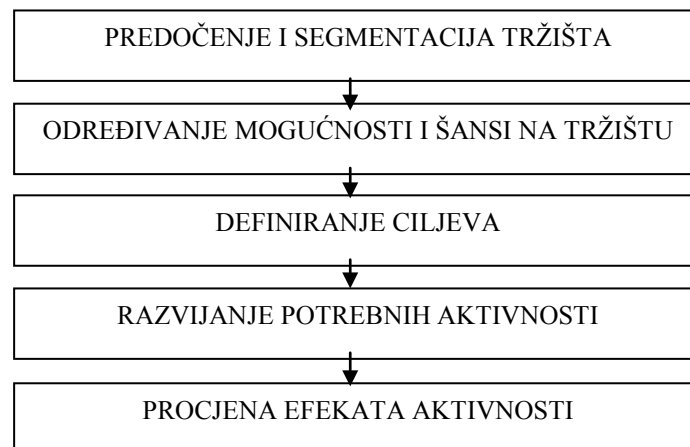 PREDOČENJE I SEGMENTACIJA TRŽIŠTA
ODREĐIVANJE MOGUĆNOSTI I ŠANSI NA TRŽIŠTU
DEFINIRANJE CILJEVA
RAZVIJANJE POTREBNIH AKTIVNOSTI
PROCJENA EFEKATA AKTIVNOSTI